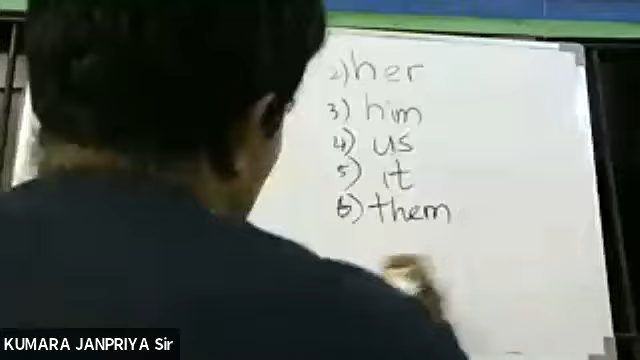 2) her
3) him
4) us
5) it
6) them
KUMARA JANPRIYA Sir